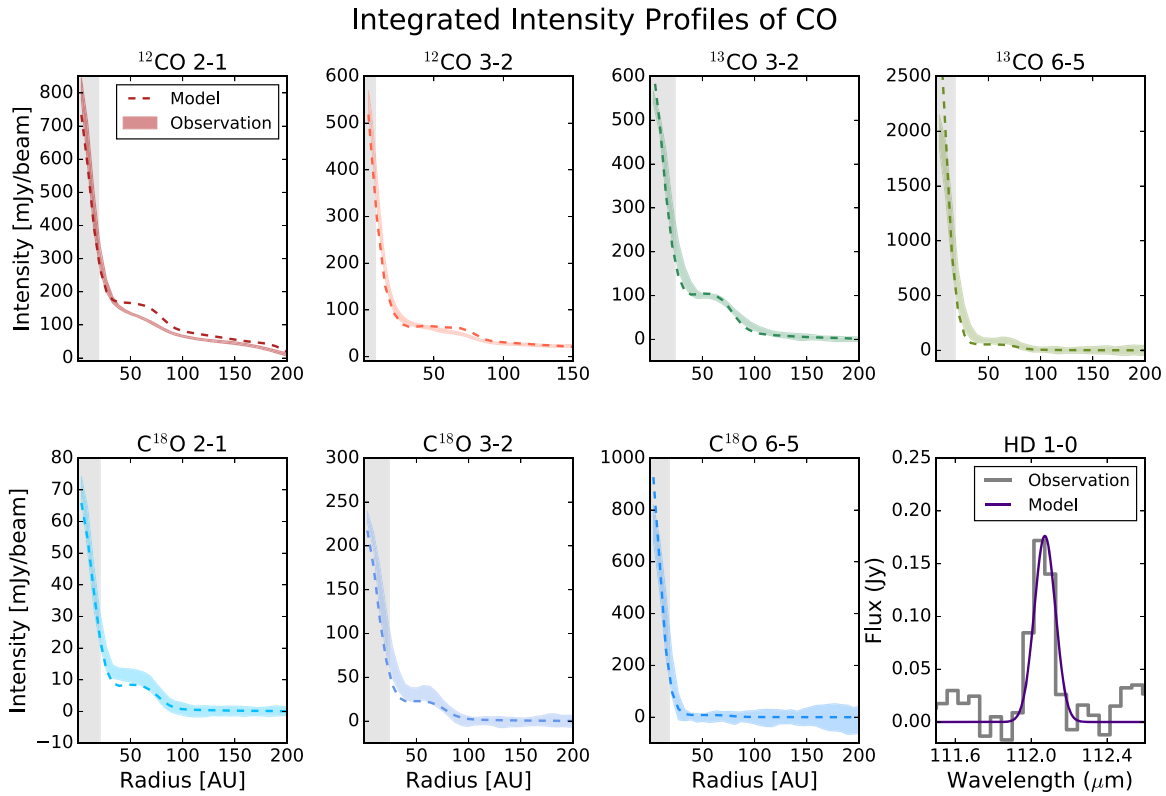 Integrated Intensity Profiles of CO
¹²CO 2-1
¹²CO 3-2
¹³CO 3-2
¹³CO 6-5
Intensity [mJy/beam]
Model
Observation
0 100 200 300 400 500 600 700 800
50 100 150 200
0 100 200 300 400 500 600
50 100 150
0 100 200 300 400 500 600
50 100 150 200
0 500 1000 1500 2000 2500
50 100 150 200
C¹⁸O 2-1
C¹⁸O 3-2
C¹⁸O 6-5
HD 1-0
Intensity [mJy/beam]
−10 0 10 20 30 40 50 60 70 80
50 100 150 200
Radius [AU]
0 50 100 150 200 250 300
50 100 150 200
Radius [AU]
0 200 400 600 800 1000
50 100 150 200
Radius [AU]
Flux (Jy)
Observation
Model
0.00 0.05 0.10 0.15 0.20 0.25
111.6 112.0 112.4
Wavelength (μm)